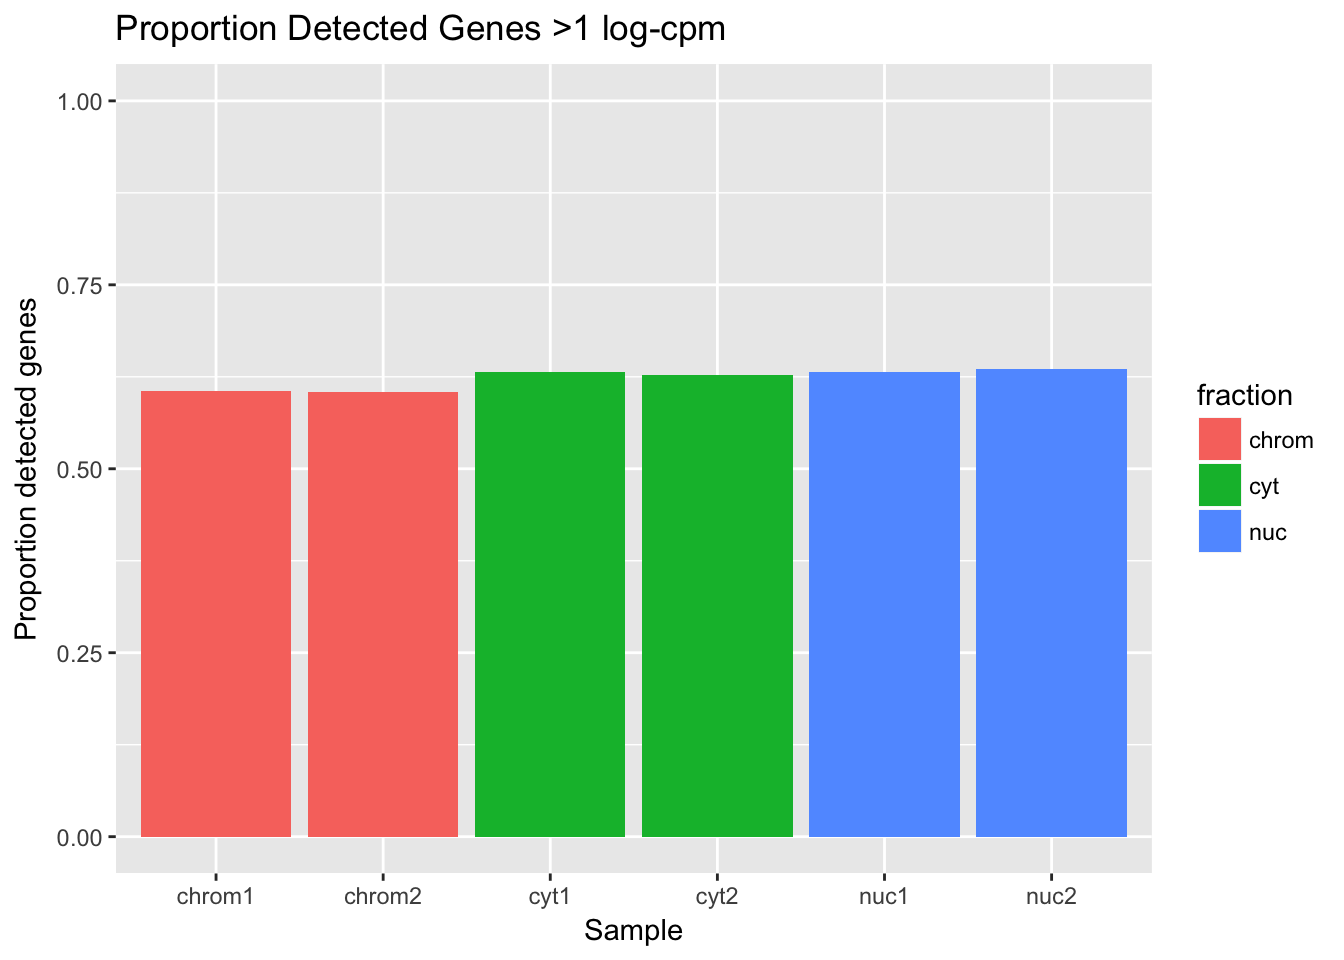 Proportion Detected Genes >1 log-cpm
Proportion detected genes
1.00
0.75
0.50
0.25
0.00
chrom1 chrom2 cyt1 cyt2 nuc1 nuc2
Sample
fraction
chrom
cyt
nuc